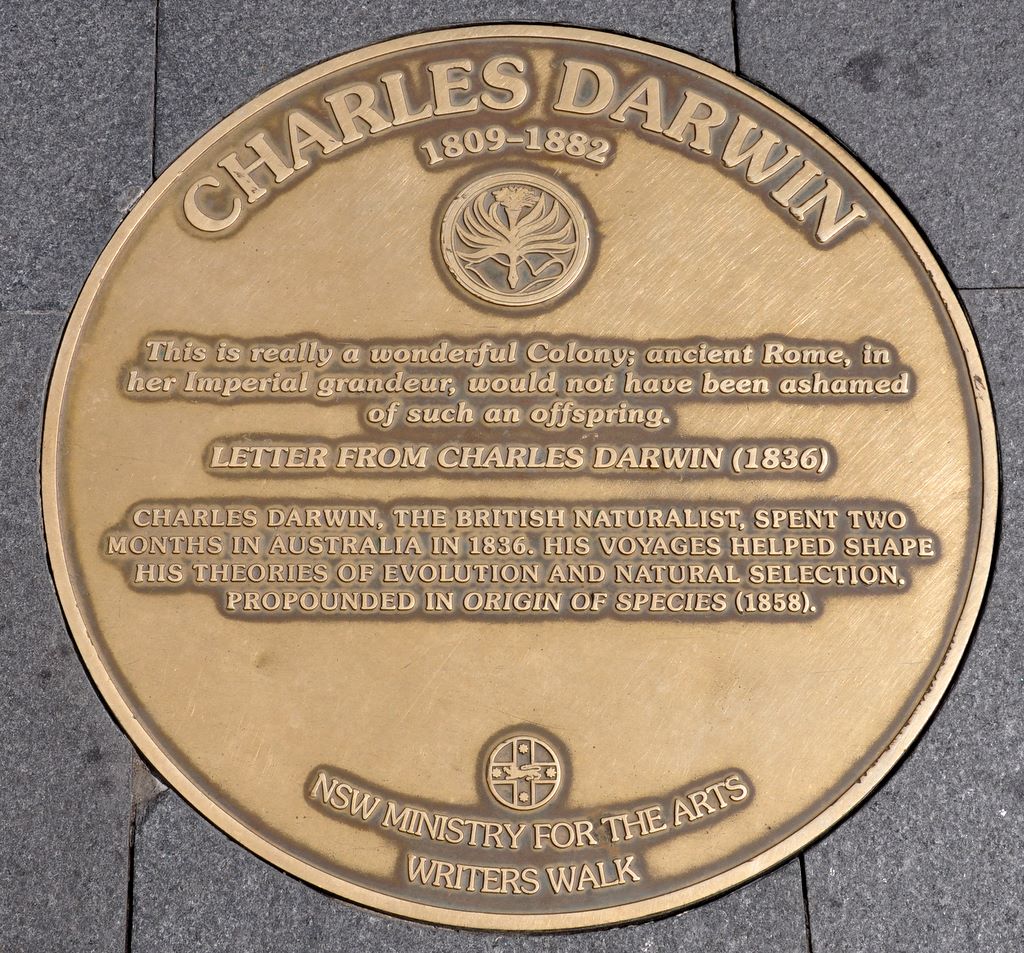 CHARLES DARWIN
1809–1882
This is really a wonderful Colony; ancient Rome, in
her Imperial grandeur, would not have been ashamed
of such an offspring.
LETTER FROM CHARLES DARWIN (1836)
CHARLES DARWIN, THE BRITISH NATURALIST, SPENT TWO
MONTHS IN AUSTRALIA IN 1836. HIS VOYAGES HELPED SHAPE
HIS THEORIES OF EVOLUTION AND NATURAL SELECTION.
PROPOUNDED IN ORIGIN OF SPECIES (1858).
NSW MINISTRY FOR THE ARTS
WRITERS WALK